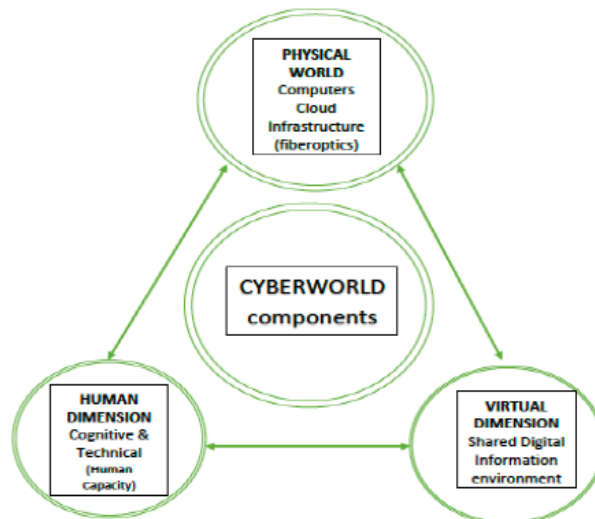 PHYSICAL
WORLD
Computers
Cloud
Infrastructure
(fiberoptics)
CYBERWORLD
components
HUMAN
DIMENSION
Cognitive &
Technical
(Human
Capacity)
VIRTUAL
DIMENSION
Shared Digital
Information
environment